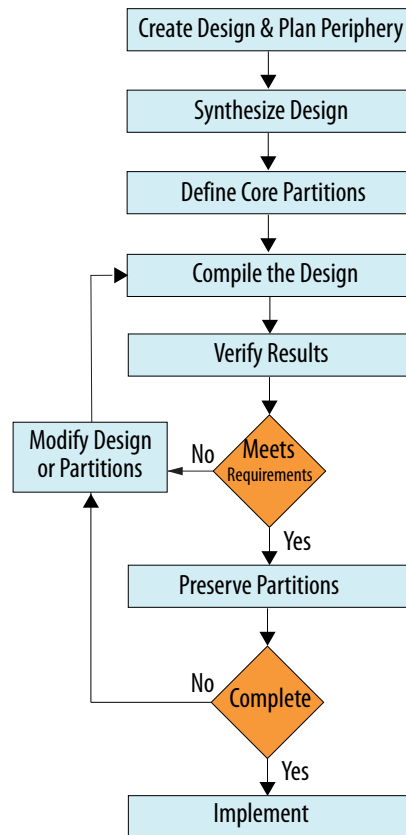 Create Design & Plan Periphery
Synthesize Design
Define Core Partitions
Compile the Design
Verify Results
Modify Design
or Partitions
No
Meets
Requirements
Yes
Preserve Partitions
No
Complete
Yes
Implement